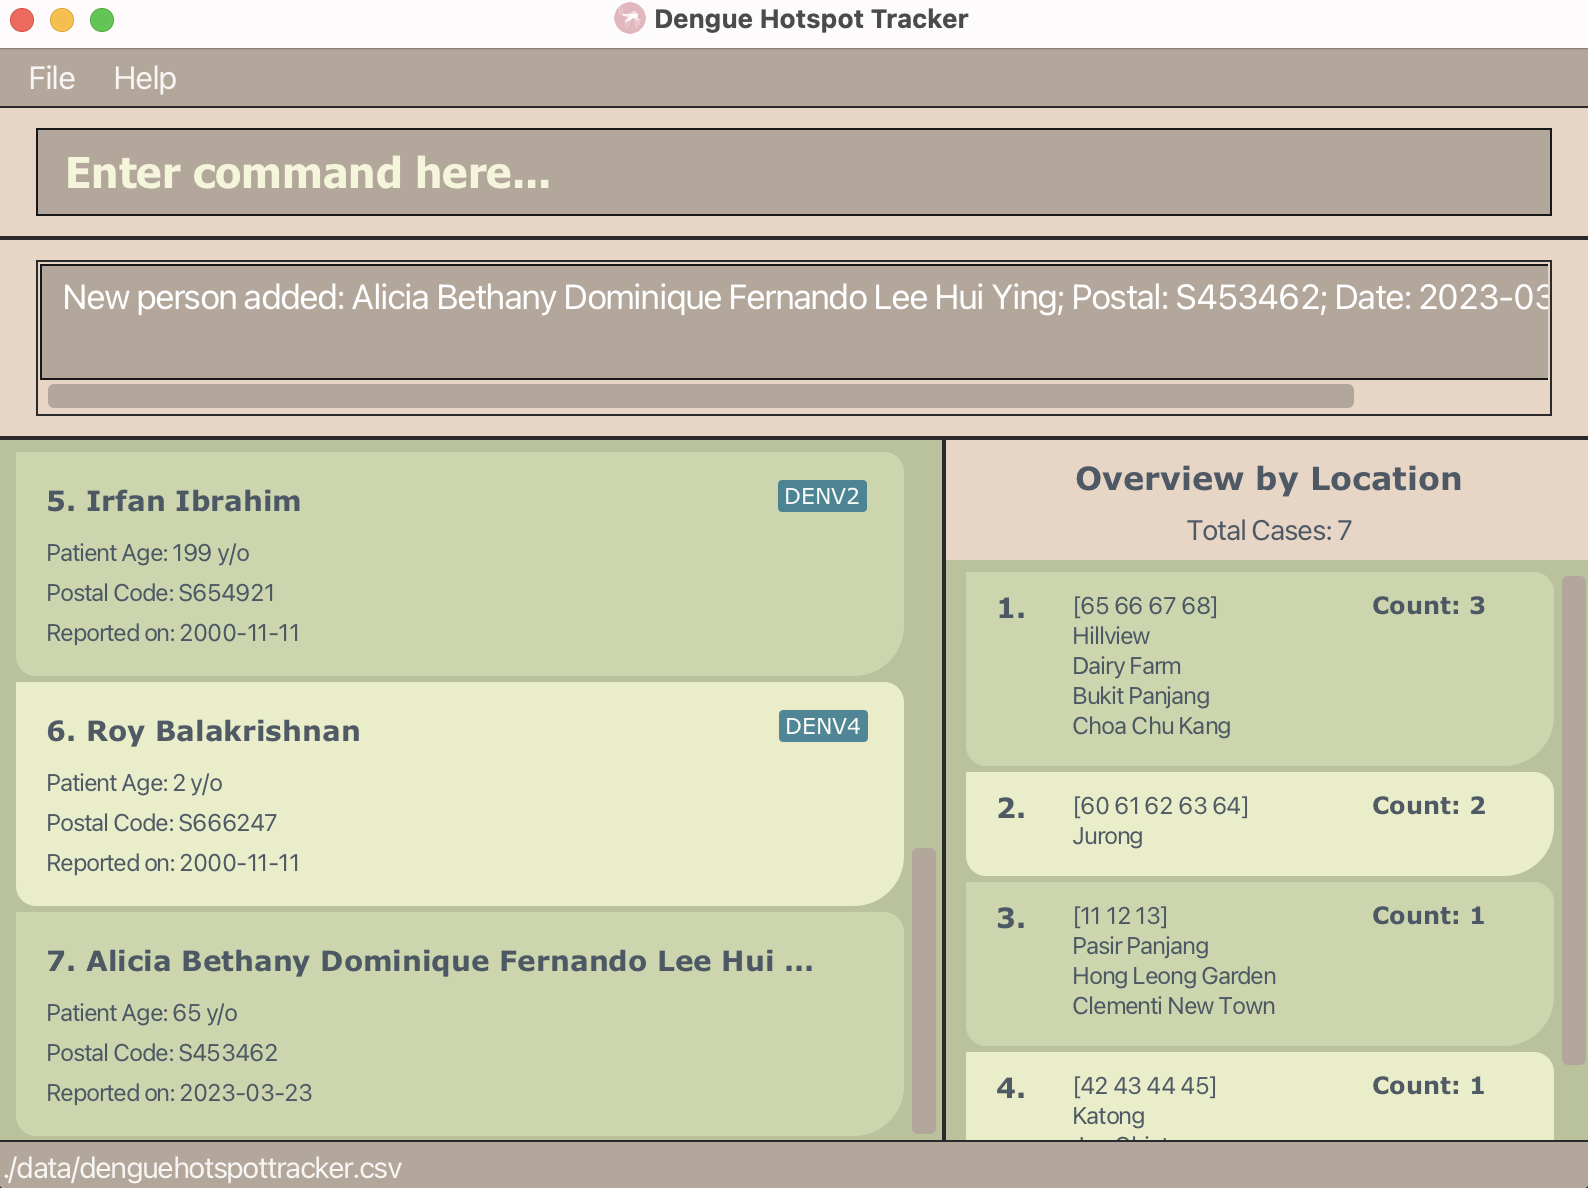 Dengue Hotspot Tracker
File Help
Enter command here...
New person added: Alicia Bethany Dominique Fernando Lee Hui Ying; Postal: S453462; Date: 2023-03
5. Irfan Ibrahim
DENV2
Patient Age: 199 y/o
Postal Code: S654921
Reported on: 2000-11-11
6. Roy Balakrishnan
DENV4
Patient Age: 2 y/o
Postal Code: S666247
Reported on: 2000-11-11
7. Alicia Bethany Dominique Fernando Lee Hui ...
Patient Age: 65 y/o
Postal Code: S453462
Reported on: 2023-03-23
Overview by Location
Total Cases: 7
1. [65 66 67 68] Count: 3
Hillview
Dairy Farm
Bukit Panjang
Choa Chu Kang
2. [60 61 62 63 64] Count: 2
Jurong
3. [11 12 13] Count: 1
Pasir Panjang
Hong Leong Garden
Clementi New Town
4. [42 43 44 45] Count: 1
Katong
./data/denguehotspottracker.csv